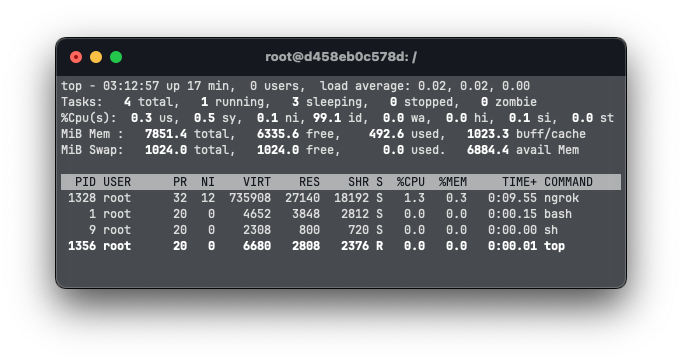 root@d458eb0c578d: /
top - 03:12:57 up 17 min,  0 users,  load average: 0.02, 0.02, 0.00
Tasks:   4 total,   1 running,   3 sleeping,   0 stopped,   0 zombie
%Cpu(s):  0.3 us,  0.5 sy,  0.1 ni, 99.1 id,  0.0 wa,  0.0 hi,  0.1 si,  0.0 st
MiB Mem :   7851.4 total,   6335.6 free,    492.6 used,   1023.3 buff/cache
MiB Swap:   1024.0 total,   1024.0 free,      0.0 used.   6884.4 avail Mem
PID USER      PR  NI    VIRT    RES    SHR S  %CPU  %MEM     TIME+ COMMAND
1328 root      32  12  735908  27140  18192 S   1.3   0.3   0:09.55 ngrok
1 root      20   0    4652   3848   2812 S   0.0   0.0   0:00.15 bash
9 root      20   0    2308    800    720 S   0.0   0.0   0:00.00 sh
1356 root      20   0    6680   2808   2376 R   0.0   0.0   0:00.01 top